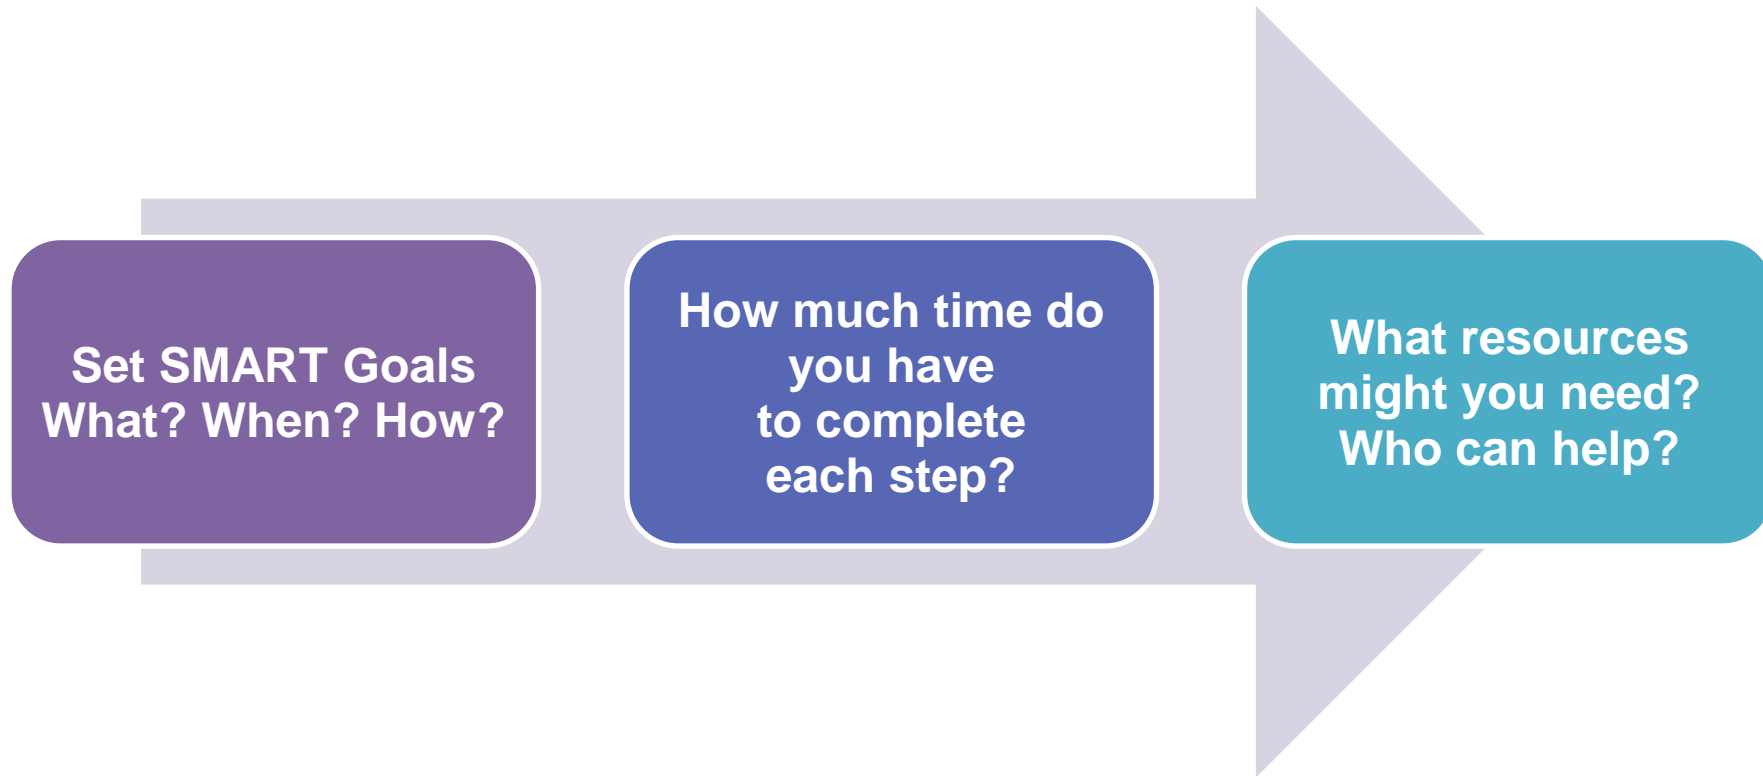 Set SMART Goals
What? When? How?
How much time do
you have
to complete
each step?
What resources
might you need?
Who can help?